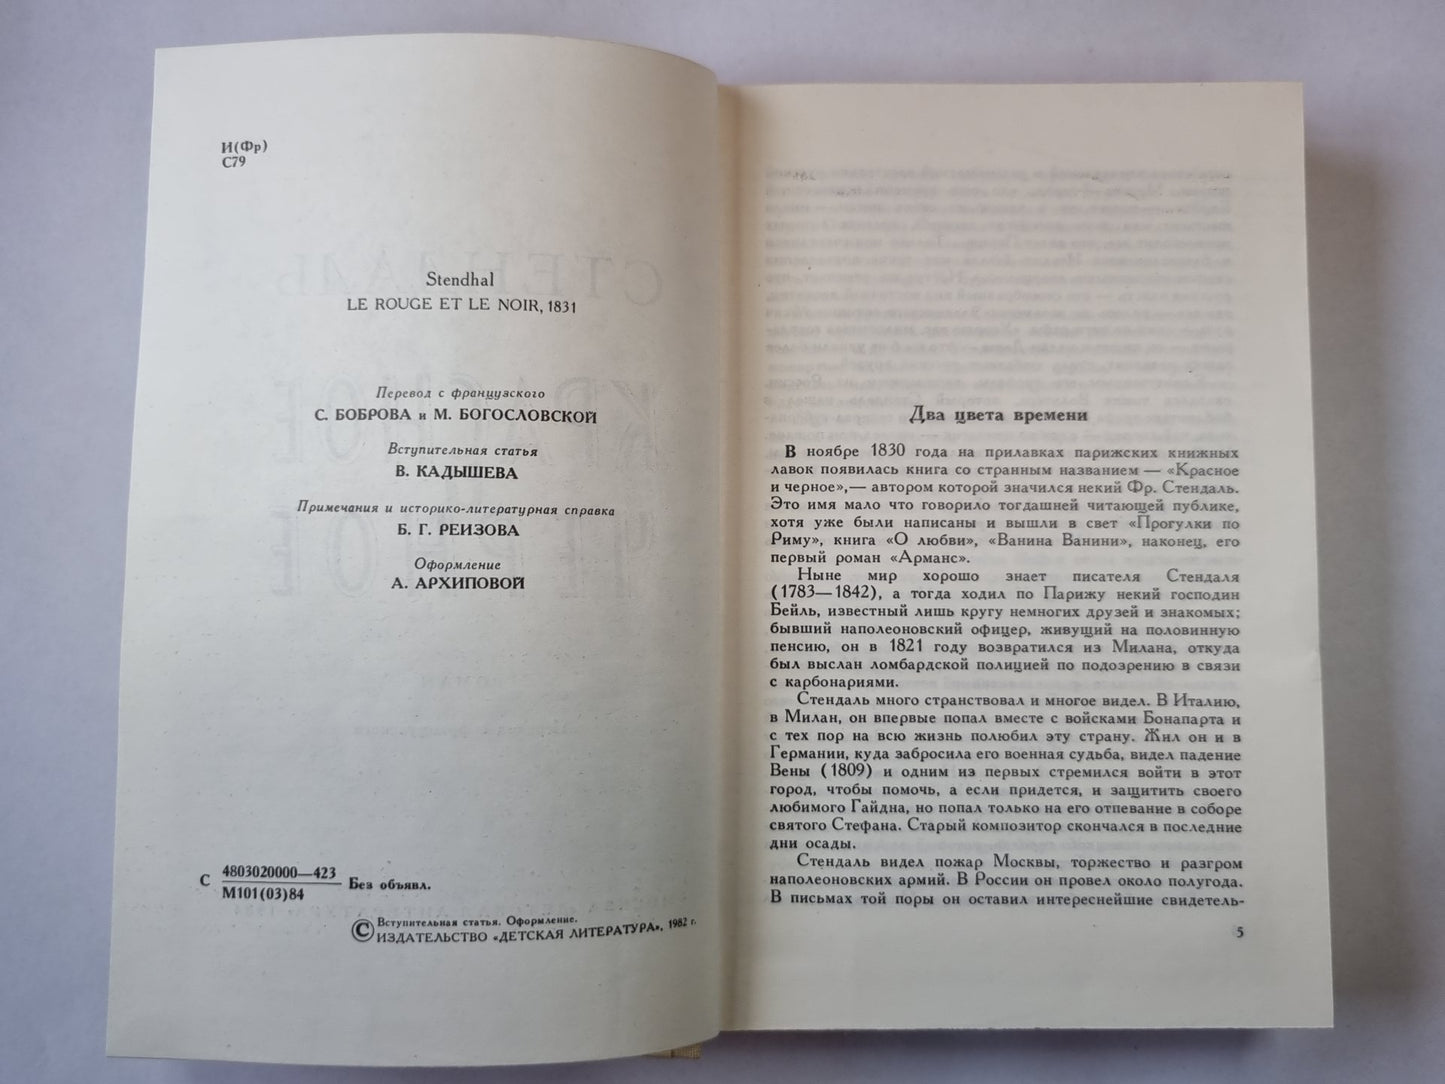 И(Фр)
С79
Stendhal
LE ROUGE ET LE NOIR, 1831
Перевод с французского
С. БОБРОВА и М. БОГОСЛОВСКОЙ
Вступительная статья
В. КАДЫШЕВА
Примечания и историко-литературная справка
Б. Г. РЕИЗОВА
Оформление
А. АРХИПОВОЙ
С 4803020000—423
М101(03)84 Без объявл.
© Вступительная статья. Оформление.
ИЗДАТЕЛЬСТВО «ДЕТСКАЯ ЛИТЕРАТУРА», 1982 г.
Два цвета времени
В ноябре 1830 года на прилавках парижских книжных
лавок появилась книга со странным названием — «Красное
и черное»,— автором которой значился некий Фр. Стендаль.
Это имя мало что говорило тогдашней читающей публике,
хотя уже были написаны и вышли в свет «Прогулки по
Риму», книга «О любви», «Ванина Ванини», наконец, его
первый роман «Арманс».
Ныне мир хорошо знает писателя Стендаля
(1783—1842), а тогда ходил по Парижу некий господин
Бейль, известный лишь кругу немногих друзей и знакомых;
бывший наполеоновский офицер, живущий на половинную
пенсию, он в 1821 году возвратился из Милана, откуда
был выслан ломбардской полицией по подозрению в связи
с карбонариями.
Стендаль много странствовал и многое видел. В Италию,
в Милан, он впервые попал вместе с войсками Бонапарта и
с тех пор на всю жизнь полюбил эту страну. Жил он и в
Германии, куда забросила его военная судьба, видел падение
Вены (1809) и одним из первых стремился войти в этот
город, чтобы помочь, а если придется, и защитить своего
любимого Гайдна, но попал только на его отпевание в соборе
святого Стефана. Старый композитор скончался в последние
дни осады.
Стендаль видел пожар Москвы, торжество и разгром
наполеоновских армий. В России он провел около полугода.
В письмах той поры он оставил интереснейшие свидетель-
5